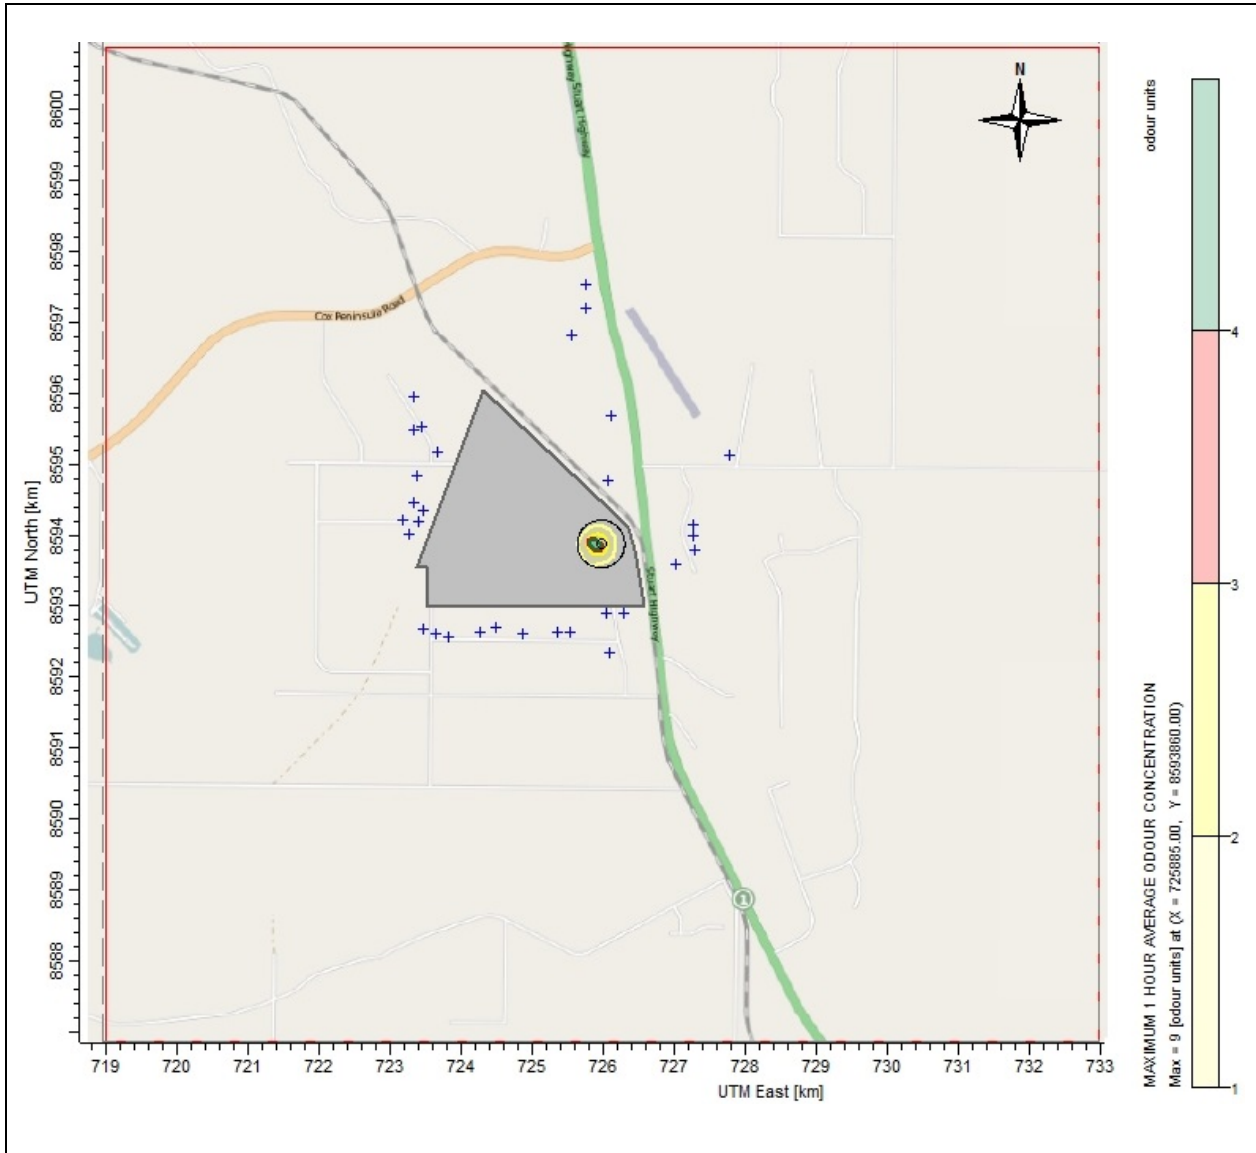 N
odour units
8600
8599
8598
8597
8596
8595
8594
8593
8592
8591
8590
8589
8588
UTM North [km]
Stuart Highway
Cox Peninsula Road
Stuart Highway
1
719 720 721 722 723 724 725 726 727 728 729 730 731 732 733
UTM East [km]
4
3
2
1
MAXIMUM 1 HOUR AVERAGE ODOUR CONCENTRATION
Max = 9 [odour units] at (X = 725885.00, Y = 8593860.00)